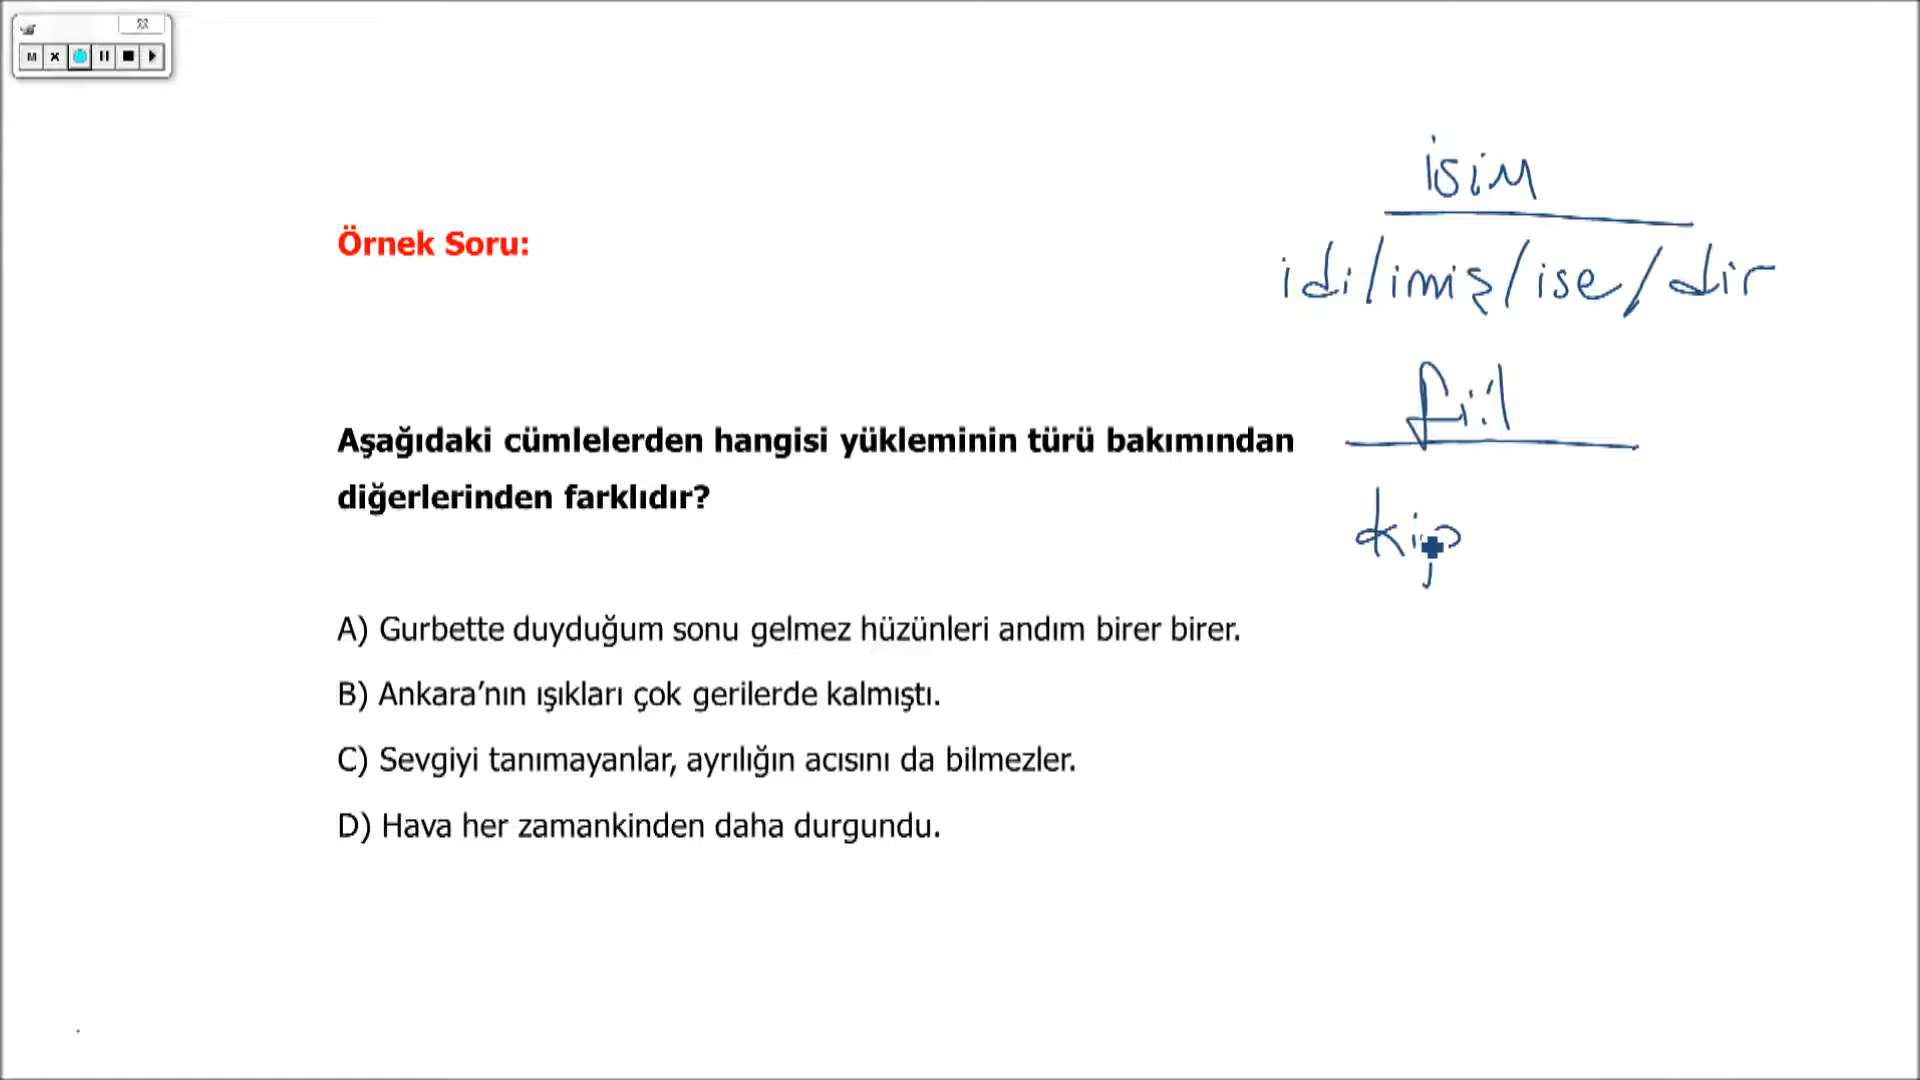 isim
Örnek Soru:
idi/imiş/ise/dir
fiil
Aşağıdaki cümlelerden hangisi yükleminin türü bakımından
diğerlerinden farklıdır?
kip
A) Gurbette duyduğum sonu gelmez hüzünleri andım birer birer.
B) Ankara’nın ışıkları çok gerilerde kalmıştı.
C) Sevgiyi tanımayanlar, ayrılığın acısını da bilmezler.
D) Hava her zamankinden daha durgundu.